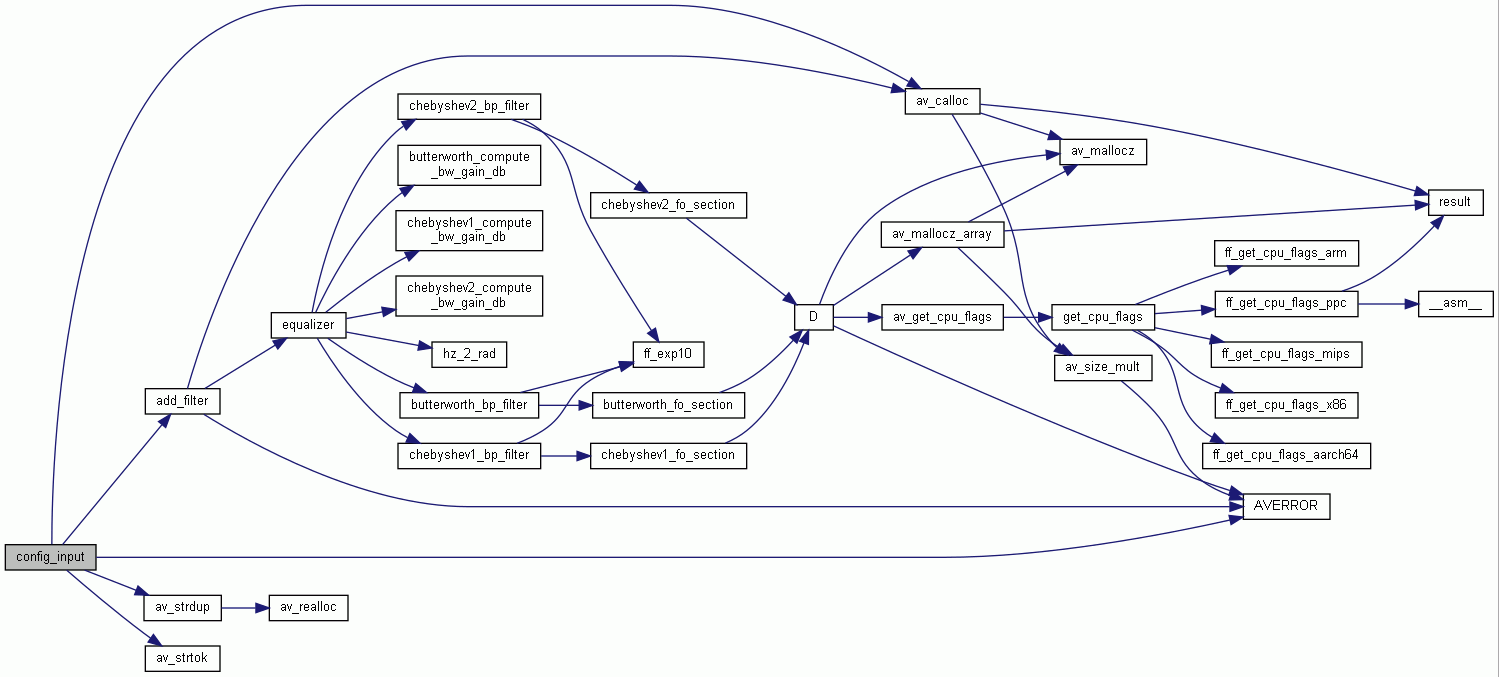 config_input
add_filter
av_strdup
av_strtok
equalizer
av_realloc
chebyshev2_bp_filter
butterworth_compute
_bw_gain_db
chebyshev1_compute
_bw_gain_db
chebyshev2_compute
_bw_gain_db
hz_2_rad
butterworth_bp_filter
chebyshev1_bp_filter
chebyshev2_fo_section
ff_exp10
butterworth_fo_section
chebyshev1_fo_section
D
av_calloc
av_mallocz_array
av_get_cpu_flags
av_mallocz
get_cpu_flags
av_size_mult
ff_get_cpu_flags_arm
ff_get_cpu_flags_ppc
ff_get_cpu_flags_mips
ff_get_cpu_flags_x86
ff_get_cpu_flags_aarch64
AVERROR
result
__asm__